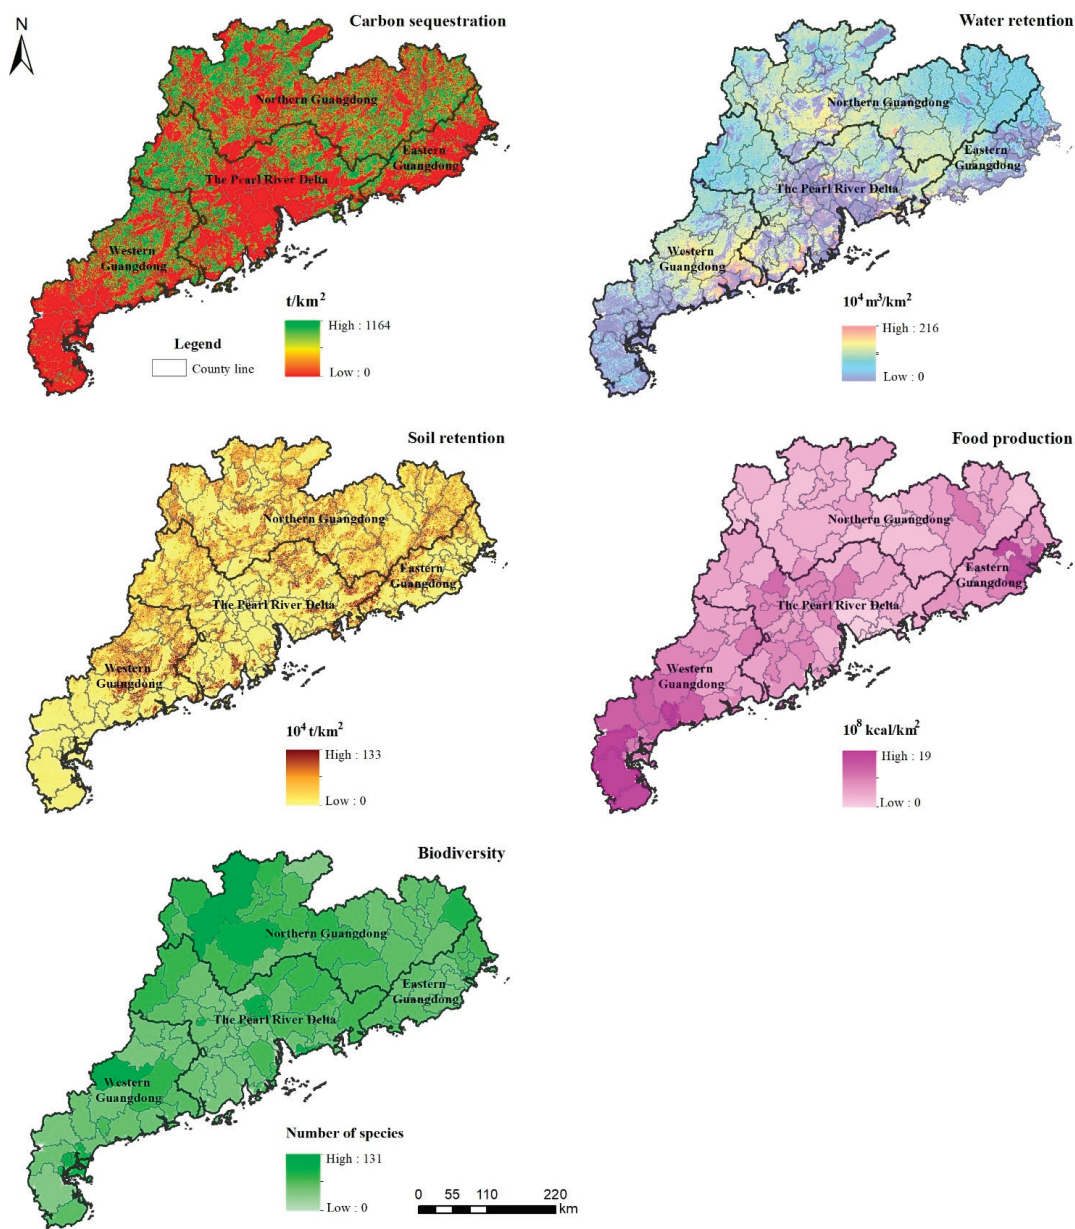 N
Carbon sequestration
Northern Guangdong
Eastern
Guangdong
The Pearl River Delta
Western
Guangdong
t/km²
High : 1164
Low : 0
Legend
County line
Water retention
Northern Guangdong
Eastern
Guangdong
The Pearl River Delta
Western
Guangdong
10⁴ m³/km²
High : 216
Low : 0
Soil retention
Northern Guangdong
Eastern
Guangdong
The Pearl River Delta
Western
Guangdong
10⁴ t/km²
High : 133
Low : 0
Food production
Northern Guangdong
Eastern
Guangdong
The Pearl River Delta
Western
Guangdong
10⁸ kcal/km²
High : 19
Low : 0
Biodiversity
Northern Guangdong
Eastern
Guangdong
The Pearl River Delta
Western
Guangdong
Number of species
High : 131
Low : 0
0 55 110 220
km